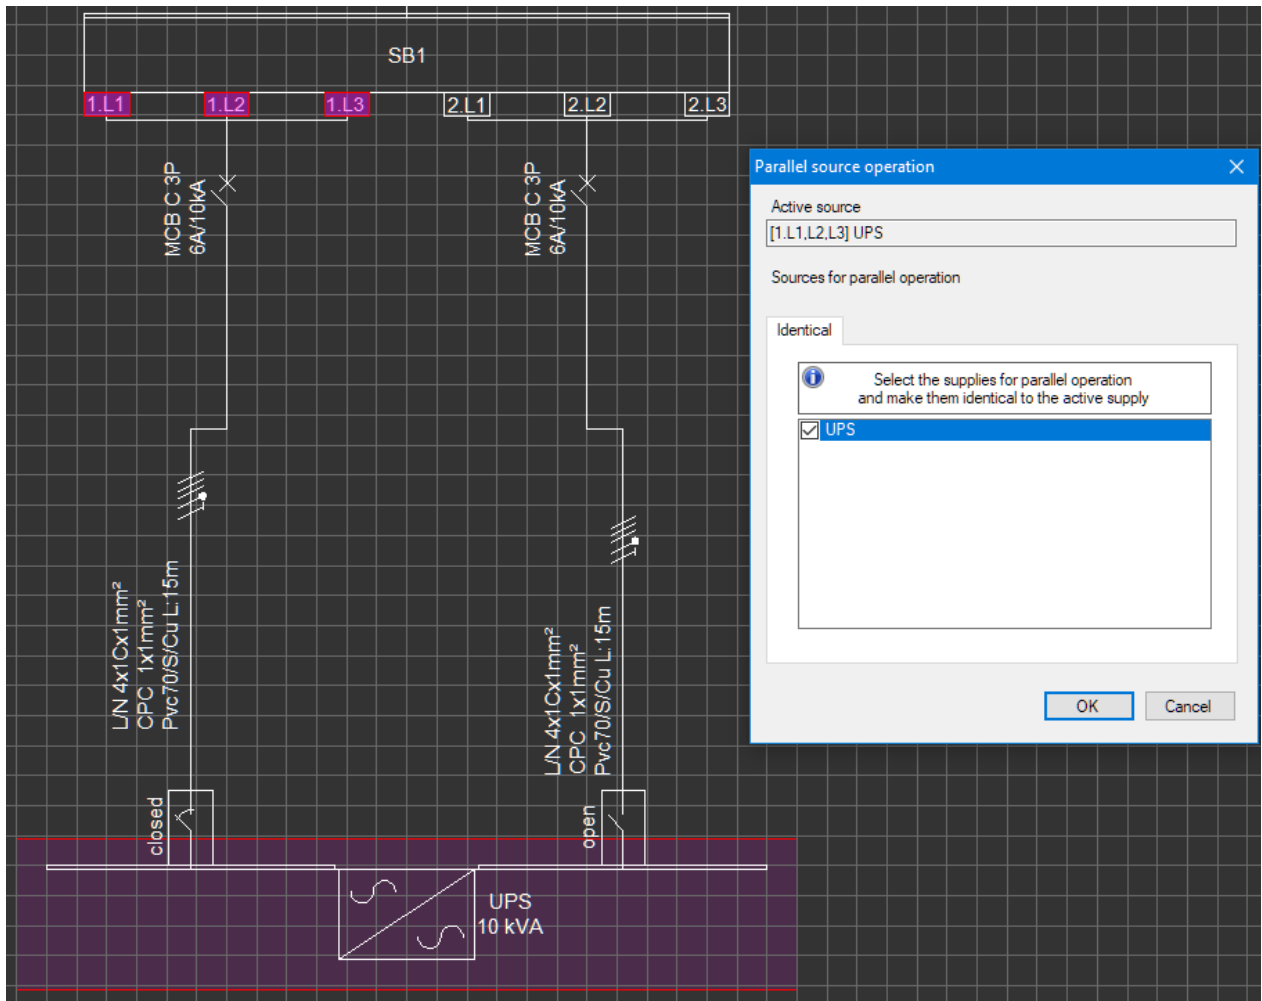 SB1
1.L1
1.L2
1.L3
2.L1
2.L2
2.L3
MCB C 3P
6A/10kA
MCB C 3P
6A/10kA
L/N 4x1Cx1mm²
CPC 1x1mm²
Pvc70/S/Cu L:15m
L/N 4x1Cx1mm²
CPC 1x1mm²
Pvc70/S/Cu L:15m
closed
open
UPS
10 kVA
Parallel source operation
Active source
[1.L1,L2,L3] UPS
Sources for parallel operation
Identical
Select the supplies for parallel operation
and make them identical to the active supply
UPS
OK
Cancel